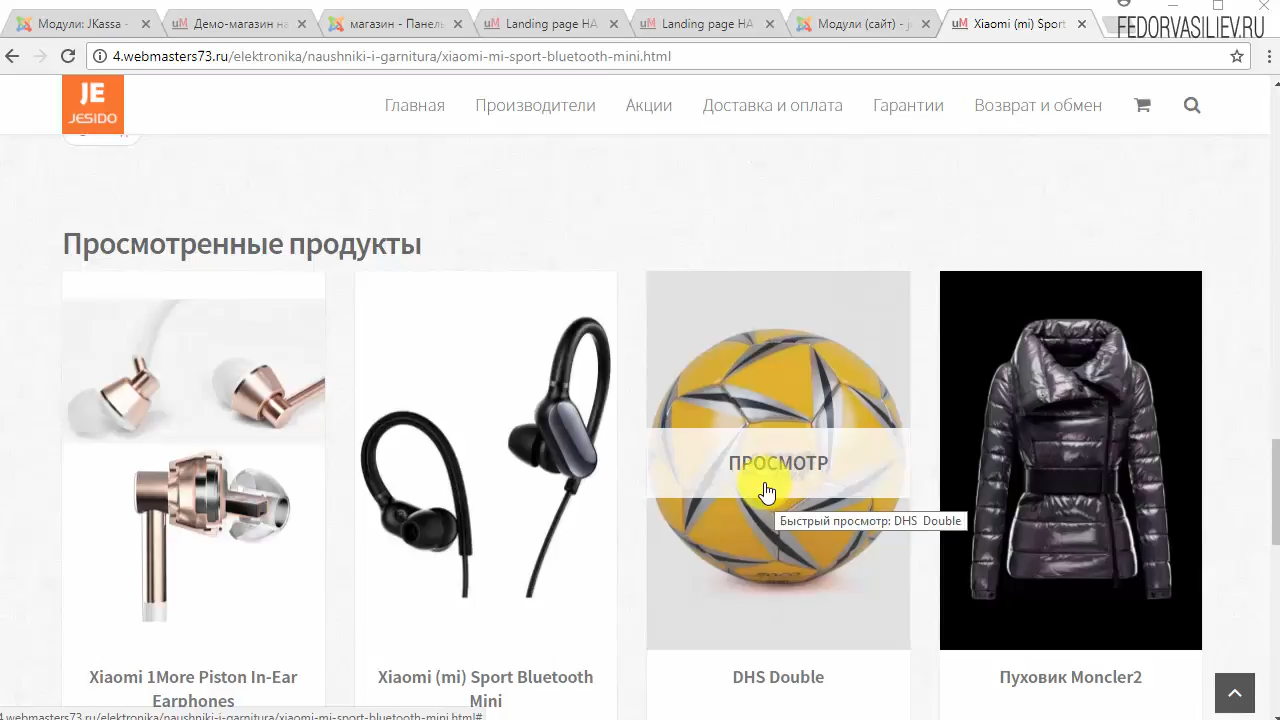 Модули: JKassa -
Демо-магазин на
магазин - Панель
Landing page НА
Landing page НА
Модули (сайт) - д
Xiaomi (mi) Sport
FEDORVASILIEV.RU
4.webmasters73.ru/elektronika/naushniki-i-garnitura/xiaomi-mi-sport-bluetooth-mini.html
JE
JESIDO
Главная
Производители
Акции
Доставка и оплата
Гарантии
Возврат и обмен
Просмотренные продукты
ПРОСМОТР
Быстрый просмотр: DHS Double
Xiaomi 1More Piston In-Ear
Earphones
Xiaomi (mi) Sport Bluetooth
Mini
DHS Double
Пуховик Moncler2
4.webmasters73.ru/elektronika/naushniki-i-garnitura/xiaomi-mi-sport-bluetooth-mini.html#